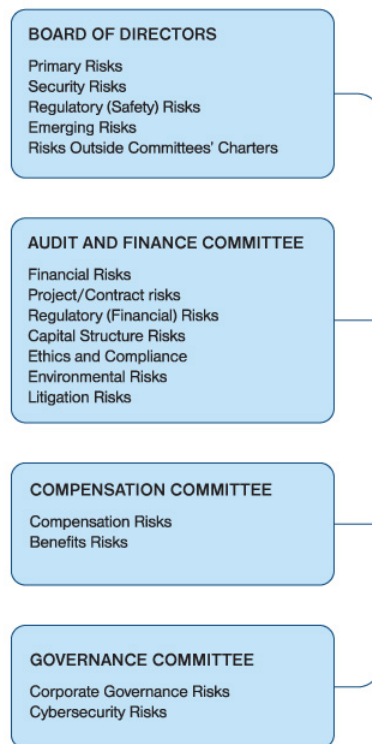 BOARD OF DIRECTORS
Primary Risks
Security Risks
Regulatory (Safety) Risks
Emerging Risks
Risks Outside Committees' Charters
AUDIT AND FINANCE COMMITTEE
Financial Risks
Project/Contract risks
Regulatory (Financial) Risks
Capital Structure Risks
Ethics and Compliance
Environmental Risks
Litigation Risks
COMPENSATION COMMITTEE
Compensation Risks
Benefits Risks
GOVERNANCE COMMITTEE
Corporate Governance Risks
Cybersecurity Risks